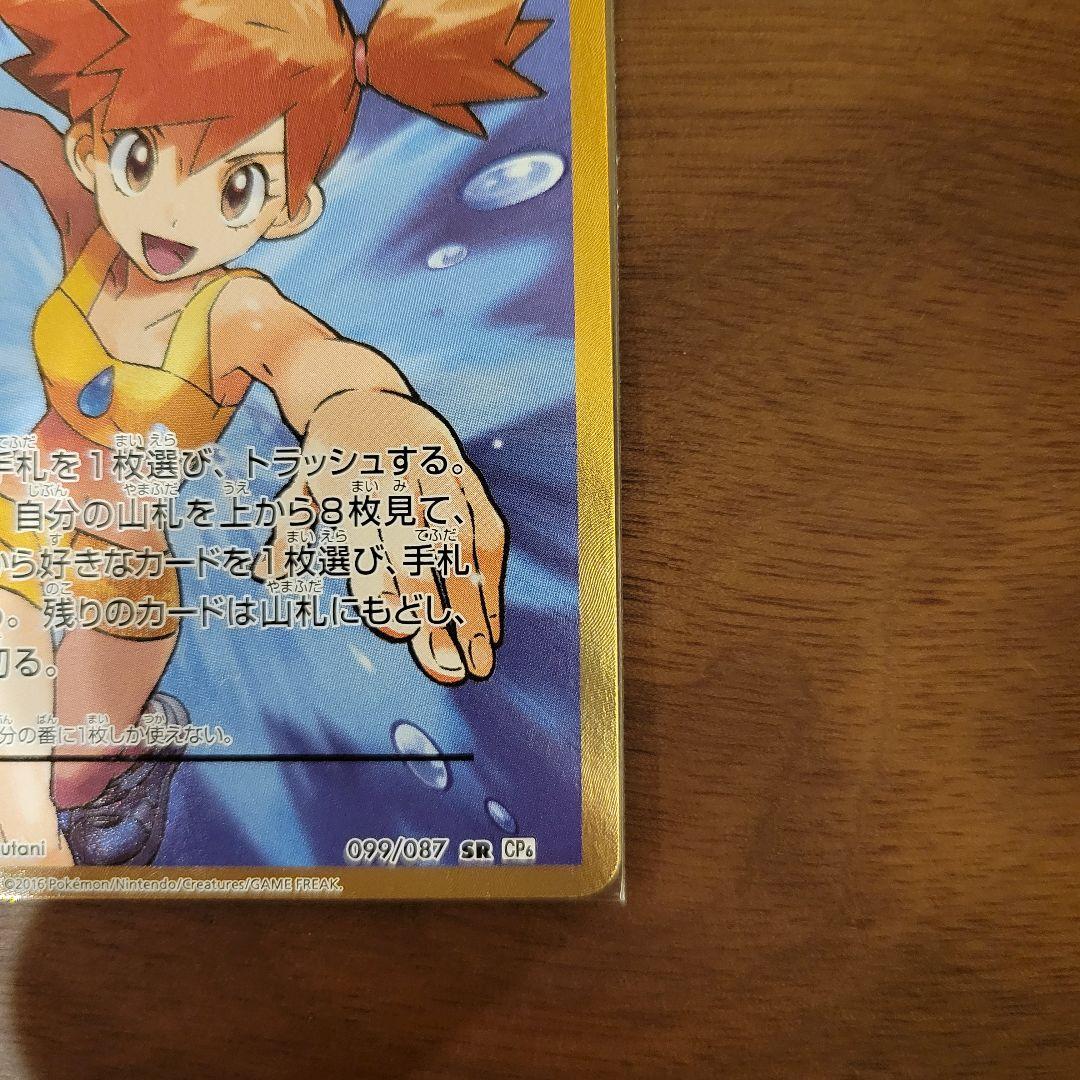 手札を1枚選び、トラッシュする。
自分の山札を上から8枚見て、
から好きなカードを1枚選び、手札
。残りのカードは山札にもどし、
切る。
分の番に1枚しか使えない。
utani
099/087 SR CP6
©2016 Pokémon/Nintendo/Creatures/GAME FREAK.